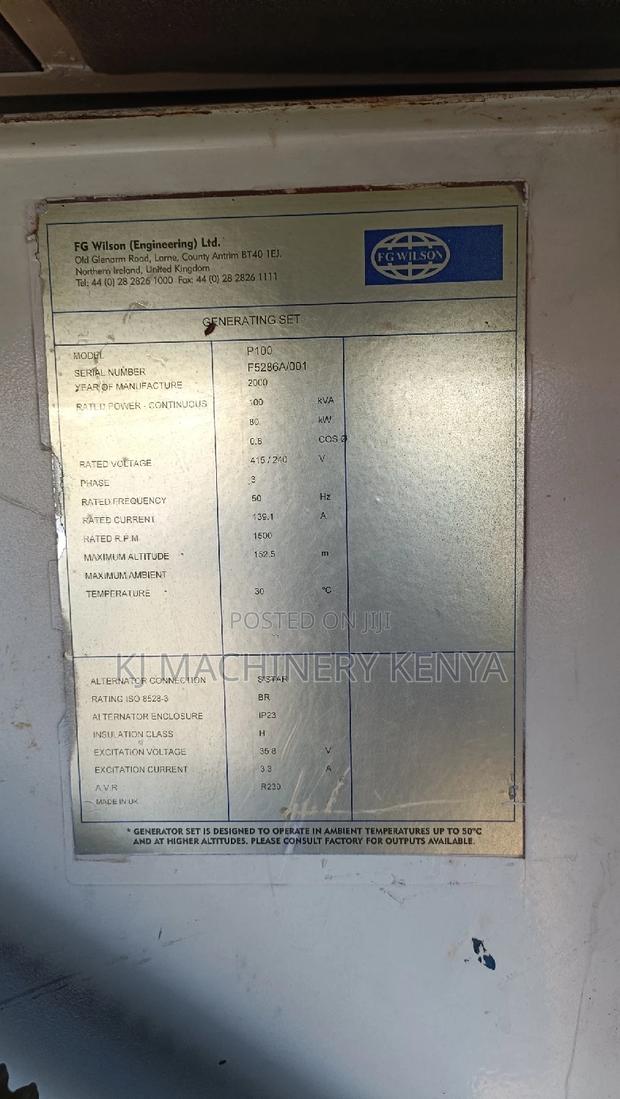 FG Wilson (Engineering) Ltd.
Old Glenarm Road, Larne, County Antrim BT40 1EJ.
Northern Ireland, United Kingdom
Tel: 44 (0) 28 2826 1000 Fax: 44 (0) 28 2826 1111
FG WILSON
GENERATING SET
MODEL P100
SERIAL NUMBER F5286A/001
YEAR OF MANUFACTURE 2000
RATED POWER - CONTINUOUS 100 kVA
80 kW
0.8 COS Ø
RATED VOLTAGE 415 / 240 V
PHASE 3
RATED FREQUENCY 50 Hz
RATED CURRENT 139.1 A
RATED R.P.M 1500
MAXIMUM ALTITUDE * 152.5 m
MAXIMUM AMBIENT
TEMPERATURE * 30 °C
POSTED ON JIJI
KJ MACHINERY KENYA
ALTERNATOR CONNECTION S/STAR
RATING ISO 8528-3 BR
ALTERNATOR ENCLOSURE IP23
INSULATION CLASS H
EXCITATION VOLTAGE 35.8 V
EXCITATION CURRENT 3.3 A
A.V.R R230
MADE IN UK
* GENERATOR SET IS DESIGNED TO OPERATE IN AMBIENT TEMPERATURES UP TO 50°C
AND AT HIGHER ALTITUDES. PLEASE CONSULT FACTORY FOR OUTPUTS AVAILABLE.